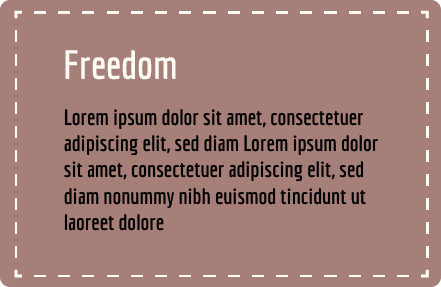 Freedom
Lorem ipsum dolor sit amet, consectetuer
adipiscing elit, sed diam Lorem ipsum dolor
sit amet, consectetuer adipiscing elit, sed
diam nonummy nibh euismod tincidunt ut
laoreet dolore